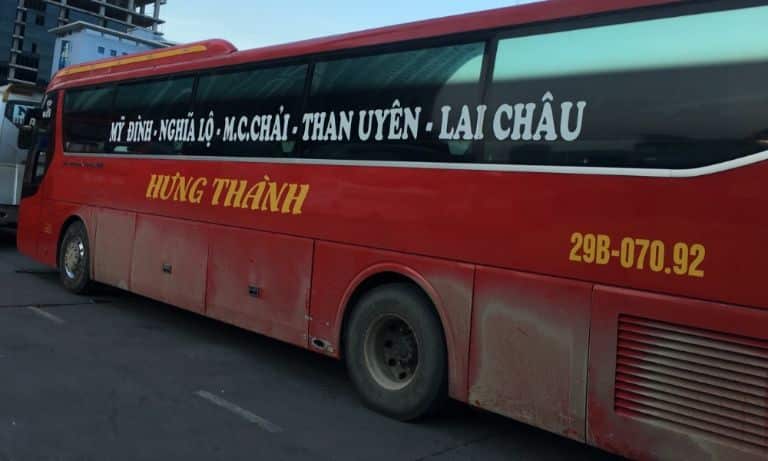 MỸ ĐÌNH - NGHĨA LỘ - M.C.CHẢI - THAN UYÊN - LAI CHÂU
HƯNG THÀNH
29B-070.92